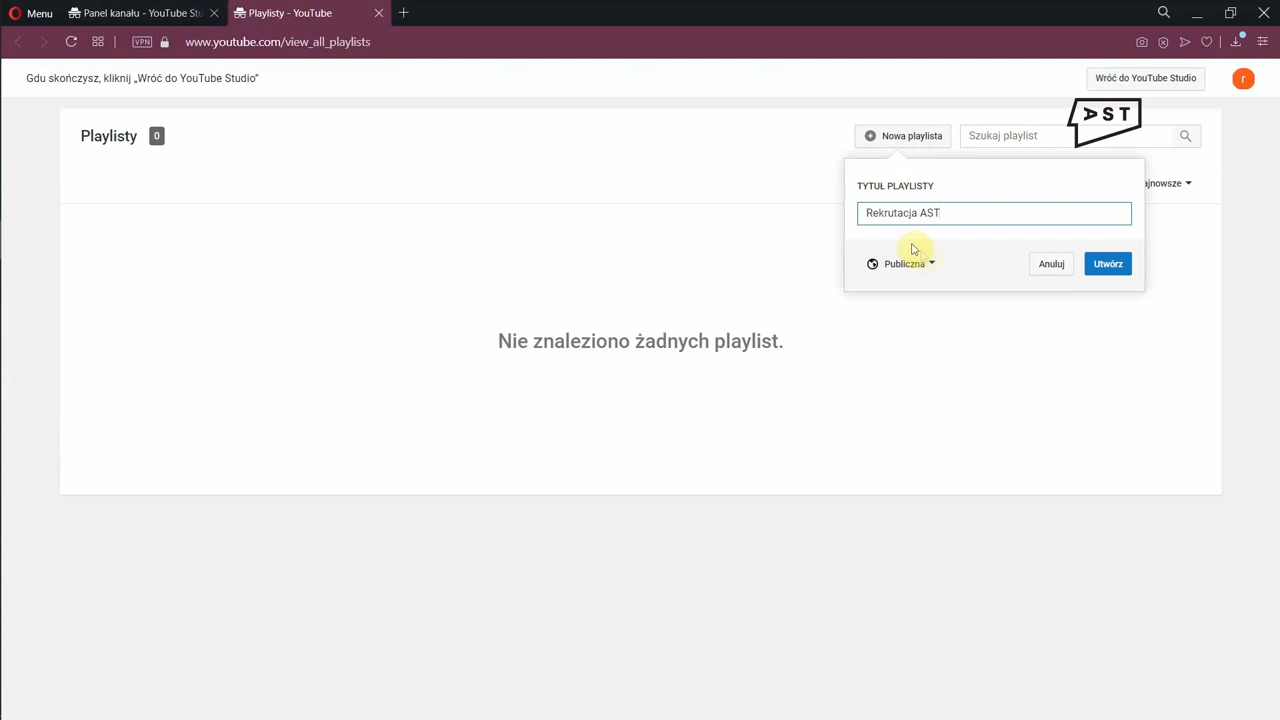 Menu
Panel kanału - YouTube Stu
Playlisty - YouTube
VPN
www.youtube.com/view_all_playlists
Gdu skończysz, kliknij „Wróć do YouTube Studio”
Wróć do YouTube Studio
r
AST
Playlisty 0
Nowa playlista
Szukaj playlist
ajnowsze
TYTUŁ PLAYLISTY
Rekrutacja AST
Publiczna
Anuluj
Utwórz
Nie znaleziono żadnych playlist.